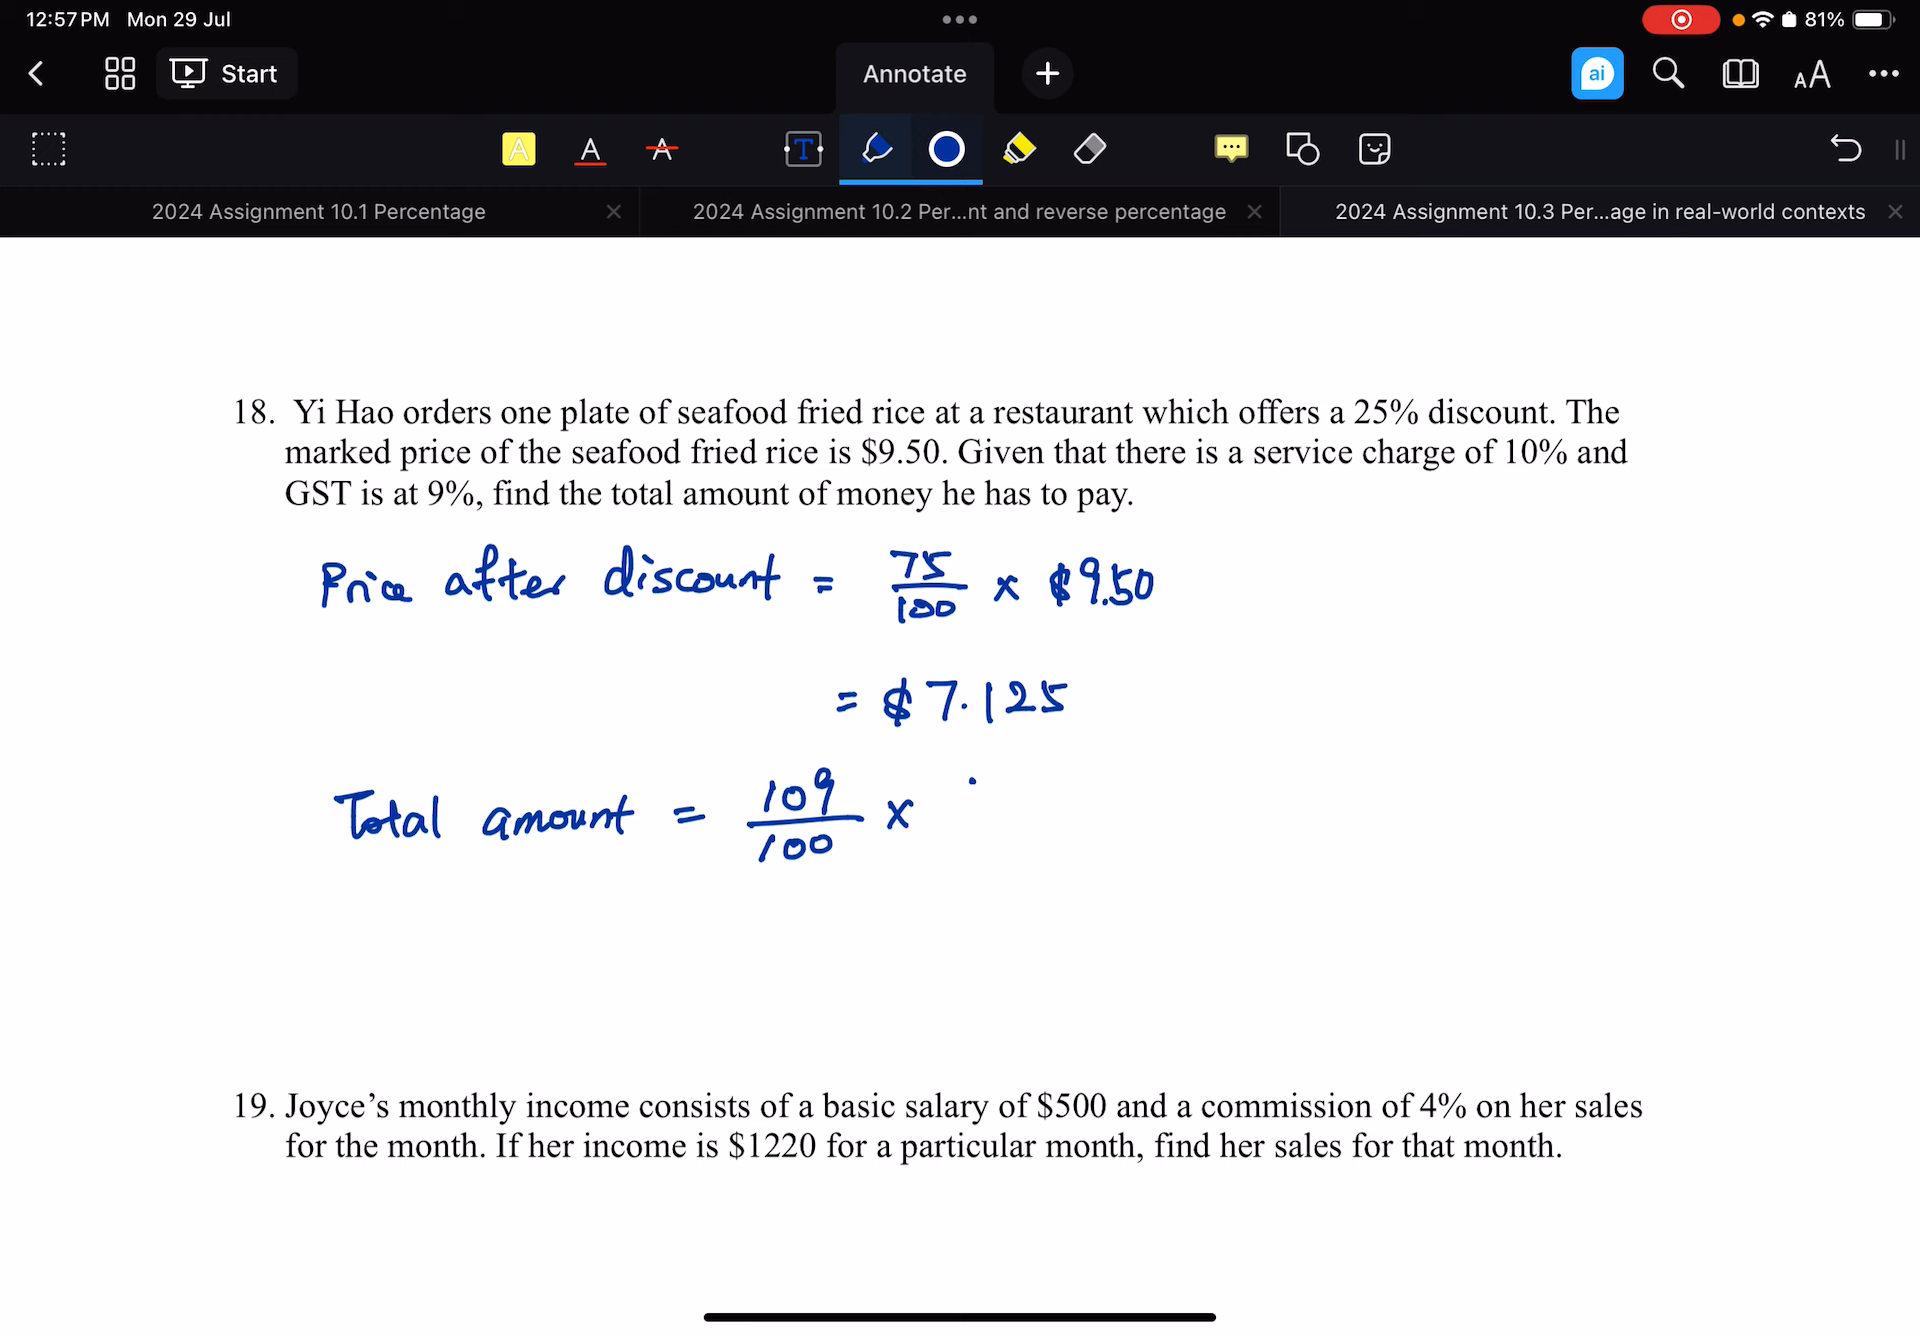 12:57 PM Mon 29 Jul
81%
Start
Annotate
ai
AA
A A A
T
2024 Assignment 10.1 Percentage
2024 Assignment 10.2 Per...nt and reverse percentage
2024 Assignment 10.3 Per...age in real-world contexts
18. Yi Hao orders one plate of seafood fried rice at a restaurant which offers a 25% discount. The
marked price of the seafood fried rice is $9.50. Given that there is a service charge of 10% and
GST is at 9%, find the total amount of money he has to pay.
Price after discount = 75/100 × $9.50
= $7.125
Total amount = 109/100 ×
19. Joyce’s monthly income consists of a basic salary of $500 and a commission of 4% on her sales
for the month. If her income is $1220 for a particular month, find her sales for that month.